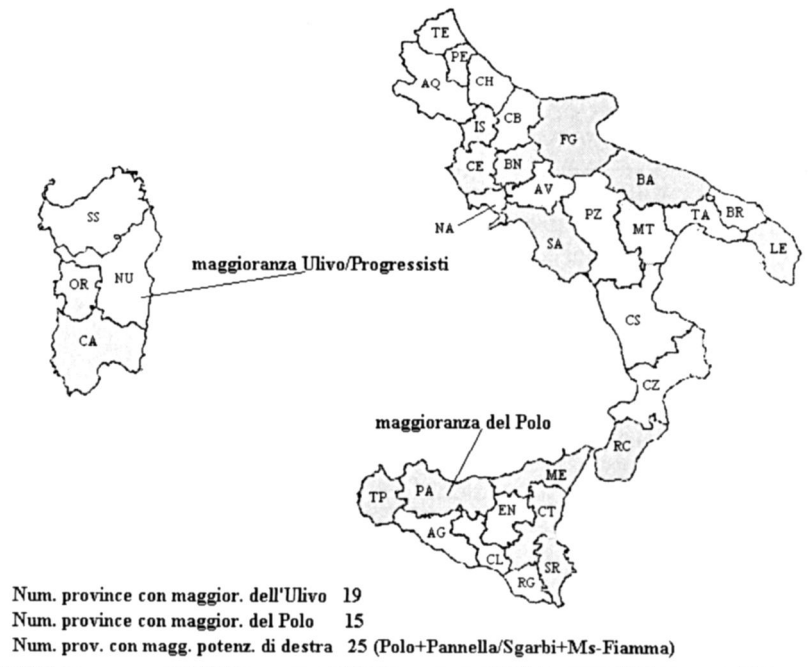 TE
PE
AQ
CH
IS
CB
FG
CE
BN
BA
AV
NA
PZ
MT
TA
BR
SA
LE
SS
maggioranza Ulivo/Progressisti
OR
NU
CA
CS
CZ
maggioranza del Polo
RC
ME
TP
PA
EN
CT
AG
CL
SR
RG
Num. province con maggior. dell'Ulivo 19
Num. province con maggior. del Polo 15
Num. prov. con magg. potenz. di destra 25 (Polo+Pannella/Sgarbi+Ms-Fiamma)